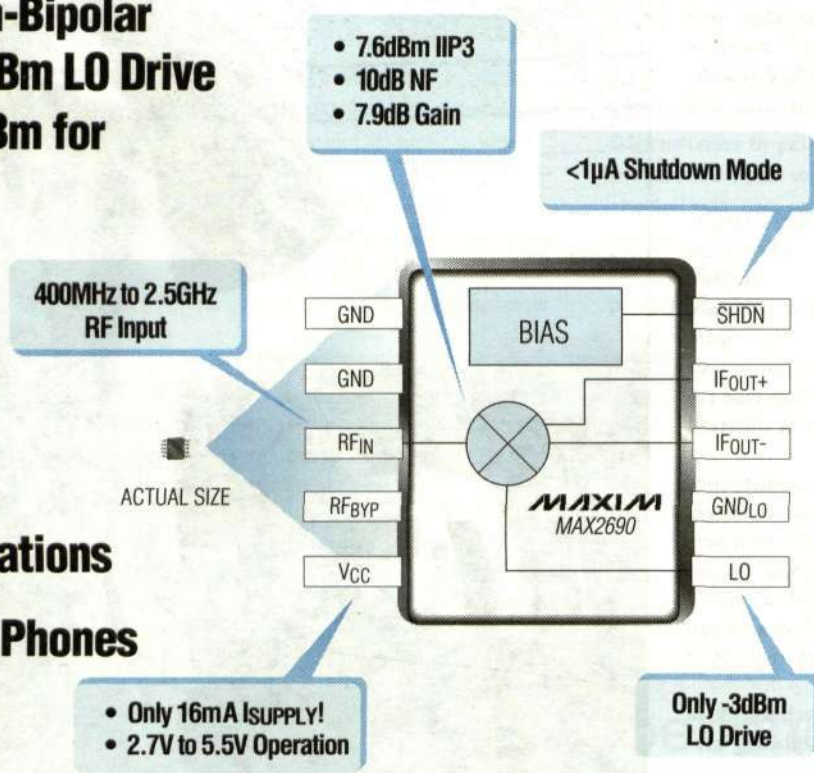 -Bipolar
Bm LO Drive
Bm for
• 7.6dBm IIP3
• 10dB NF
• 7.9dB Gain
<1µA Shutdown Mode
400MHz to 2.5GHz
RF Input
GND
GND
RFIN
RFBYP
VCC
BIAS
MAXIM
MAX2690
SHDN
IFOUT+
IFOUT-
GNDLO
LO
ACTUAL SIZE
ations
Phones
• Only 16mA ISUPPLY!
• 2.7V to 5.5V Operation
Only -3dBm
LO Drive